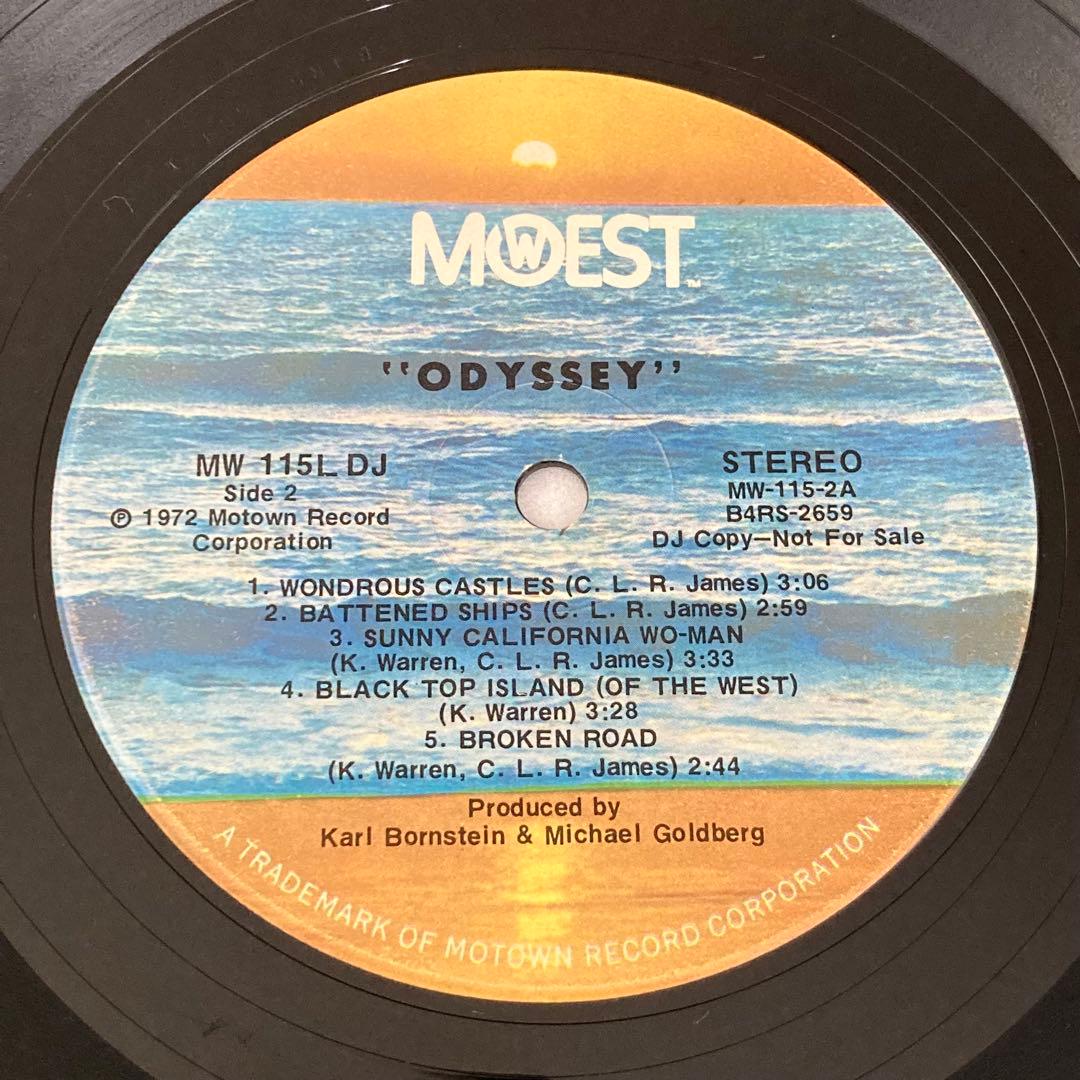 MOWEST™
"ODYSSEY"
MW 115L DJ
Side 2
℗ 1972 Motown Record
Corporation
STEREO
MW-115-2A
B4RS-2659
DJ Copy—Not For Sale
1. WONDROUS CASTLES (C. L. R. James) 3:06
2. BATTENED SHIPS (C. L. R. James) 2:59
3. SUNNY CALIFORNIA WO-MAN
(K. Warren, C. L. R. James) 3:33
4. BLACK TOP ISLAND (OF THE WEST)
(K. Warren) 3:28
5. BROKEN ROAD
(K. Warren, C. L. R. James) 2:44
Produced by
Karl Bornstein & Michael Goldberg
A TRADEMARK OF MOTOWN RECORD CORPORATION